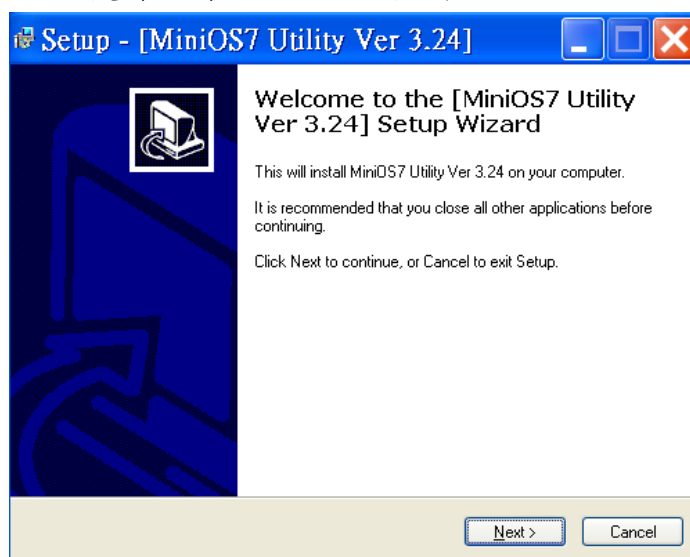 Setup - [MiniOS7 Utility Ver 3.24]
Welcome to the [MiniOS7 Utility
Ver 3.24] Setup Wizard
This will install MiniOS7 Utility Ver 3.24 on your computer.
It is recommended that you close all other applications before
continuing.
Click Next to continue, or Cancel to exit Setup.
Next >
Cancel